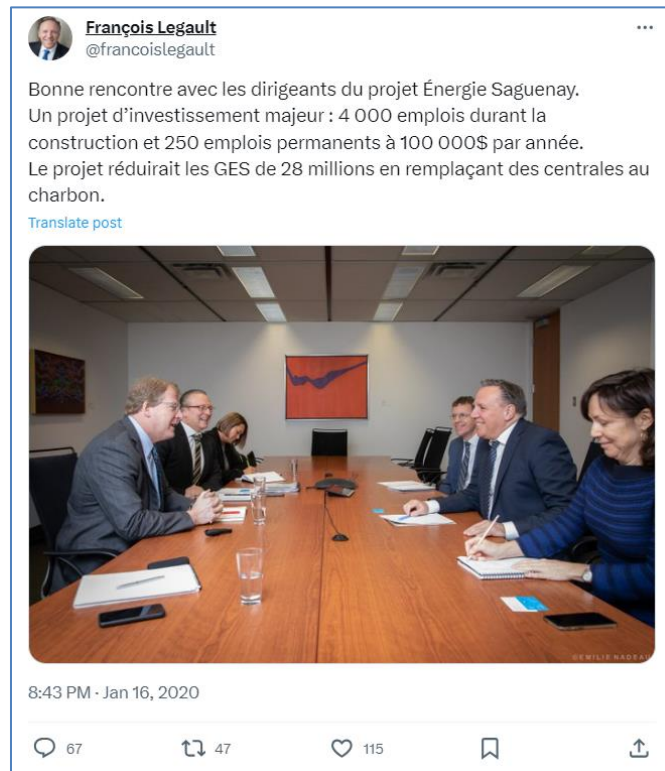 François Legault
@francoislegault
Bonne rencontre avec les dirigeants du projet Énergie Saguenay.
Un projet d'investissement majeur : 4 000 emplois durant la
construction et 250 emplois permanents à 100 000$ par année.
Le projet réduirait les GES de 28 millions en remplaçant des centrales au
charbon.
Translate post
©EMILIE NADEAU
8:43 PM · Jan 16, 2020
67 47 115